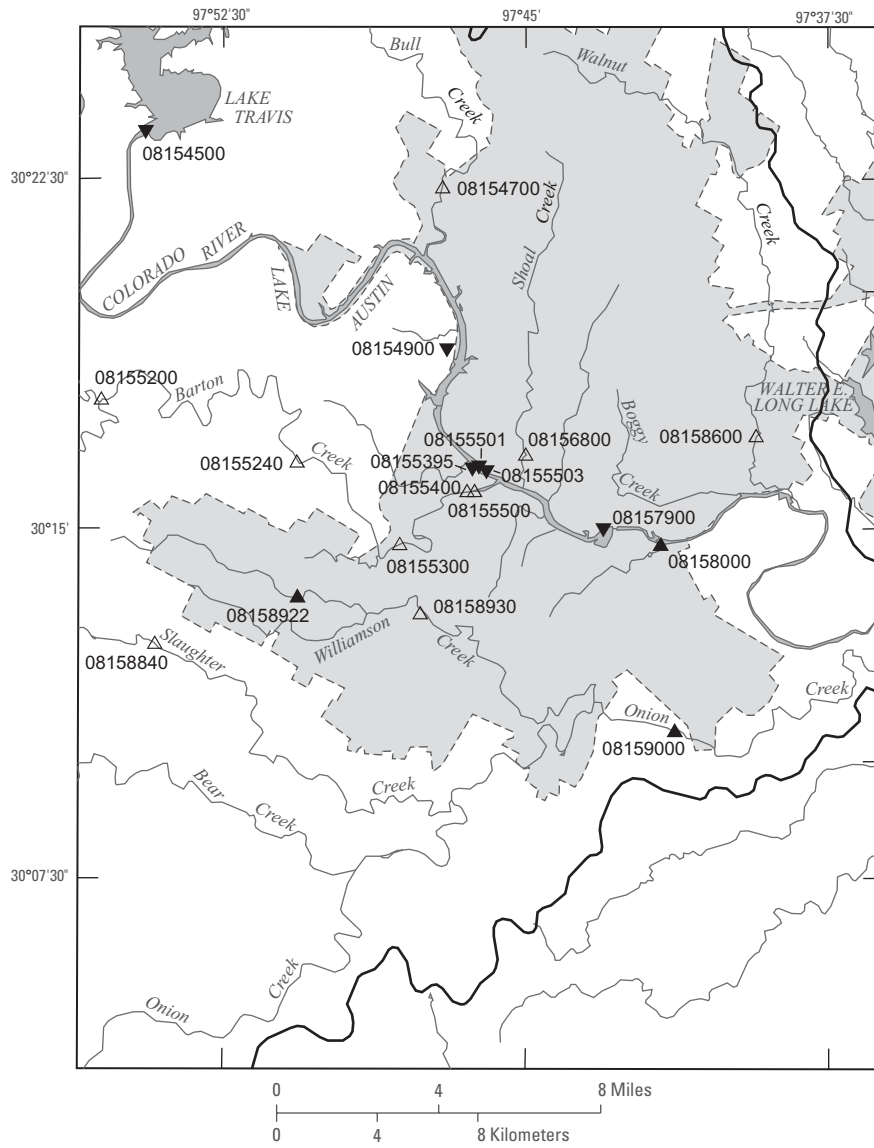 97°52'30"
97°45'
97°37'30"
Bull
Creek
Walnut
Creek
LAKE
TRAVIS
08154500
30°22'30"
08154700
Shoal
Creek
COLORADO
RIVER
LAKE
AUSTIN
08154900
08155200
Barton
Creek
WALTER E.
LONG LAKE
Boggy
Creek
08155501
08156800
08158600
08155240
08155395
08155503
08155400
08155500
30°15'
08157900
08155300
08158000
08158922
08158930
Williamson
Creek
Slaughter
08158840
Creek
Onion
Creek
08159000
Bear
Creek
30°07'30"
Creek
Onion
0
4
8 Miles
0
4
8 Kilometers